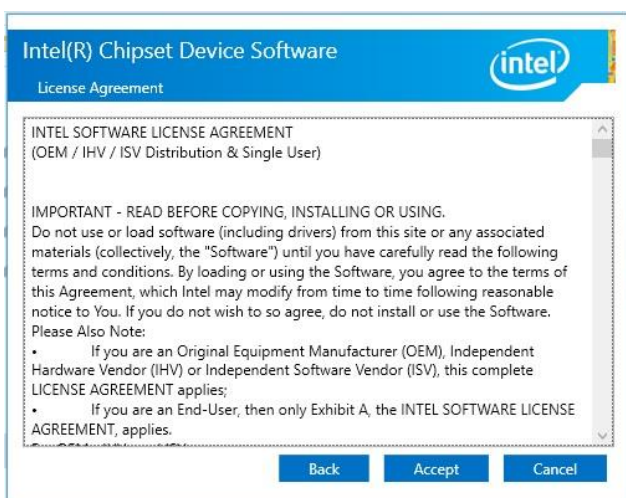 Intel(R) Chipset Device Software
intel
License Agreement
INTEL SOFTWARE LICENSE AGREEMENT
(OEM / IHV / ISV Distribution & Single User)
IMPORTANT - READ BEFORE COPYING, INSTALLING OR USING.
Do not use or load software (including drivers) from this site or any associated
materials (collectively, the "Software") until you have carefully read the following
terms and conditions. By loading or using the Software, you agree to the terms of
this Agreement, which Intel may modify from time to time following reasonable
notice to You. If you do not wish to so agree, do not install or use the Software.
Please Also Note:
• If you are an Original Equipment Manufacturer (OEM), Independent
Hardware Vendor (IHV) or Independent Software Vendor (ISV), this complete
LICENSE AGREEMENT applies;
• If you are an End-User, then only Exhibit A, the INTEL SOFTWARE LICENSE
AGREEMENT, applies.
Back Accept Cancel